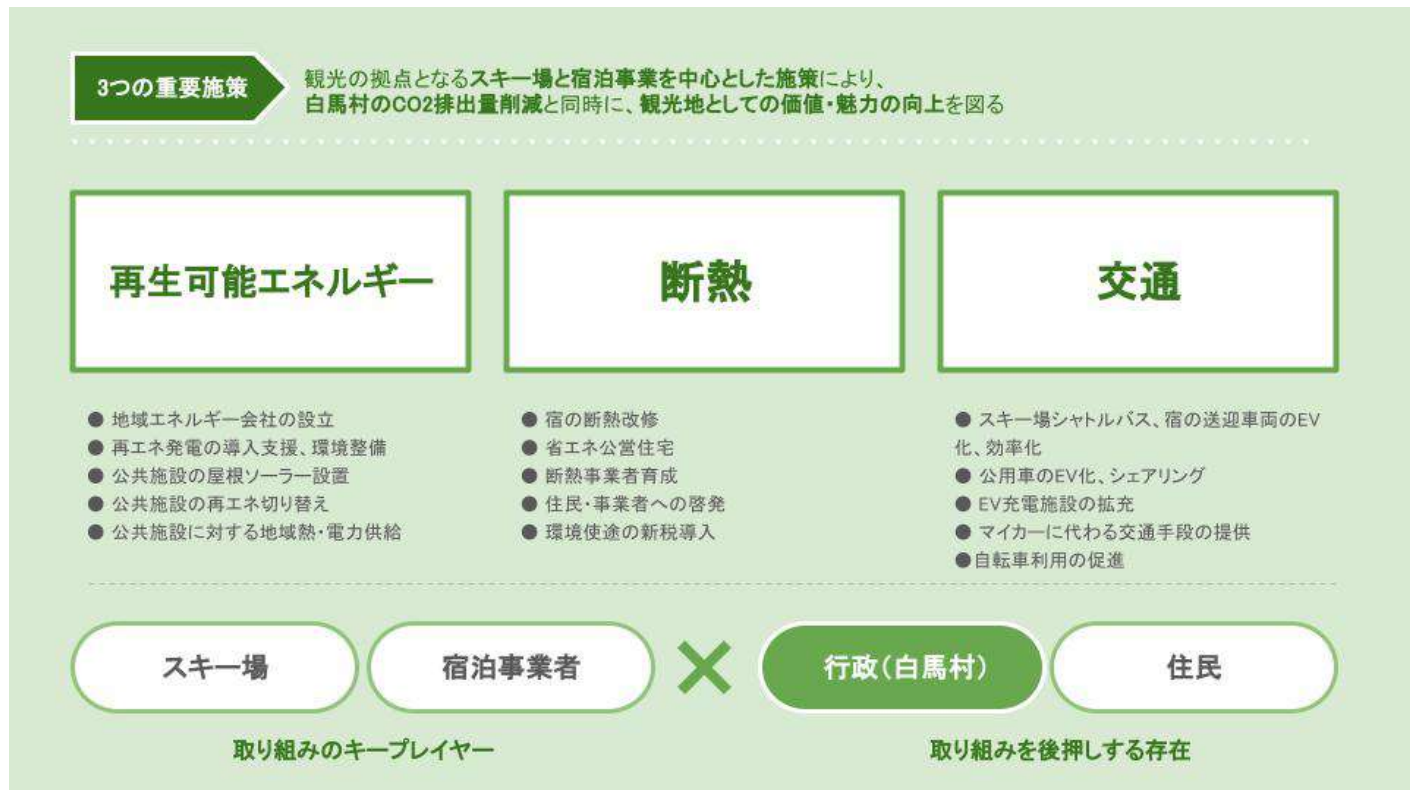 3つの重要施策
観光の拠点となるスキー場と宿泊事業を中心とした施策により、
白馬村のCO2排出量削減と同時に、観光地としての価値・魅力の向上を図る
再生可能エネルギー
断熱
交通
● 地域エネルギー会社の設立
● 再エネ発電の導入支援、環境整備
● 公共施設の屋根ソーラー設置
● 公共施設の再エネ切り替え
● 公共施設に対する地域熱・電力供給
● 宿の断熱改修
● 省エネ公営住宅
● 断熱事業者育成
● 住民・事業者への啓発
● 環境使途の新税導入
● スキー場シャトルバス、宿の送迎車両のEV
化、効率化
● 公用車のEV化、シェアリング
● EV充電施設の拡充
● マイカーに代わる交通手段の提供
●自転車利用の促進
スキー場
宿泊事業者
×
行政(白馬村)
住民
取り組みのキープレイヤー
取り組みを後押しする存在